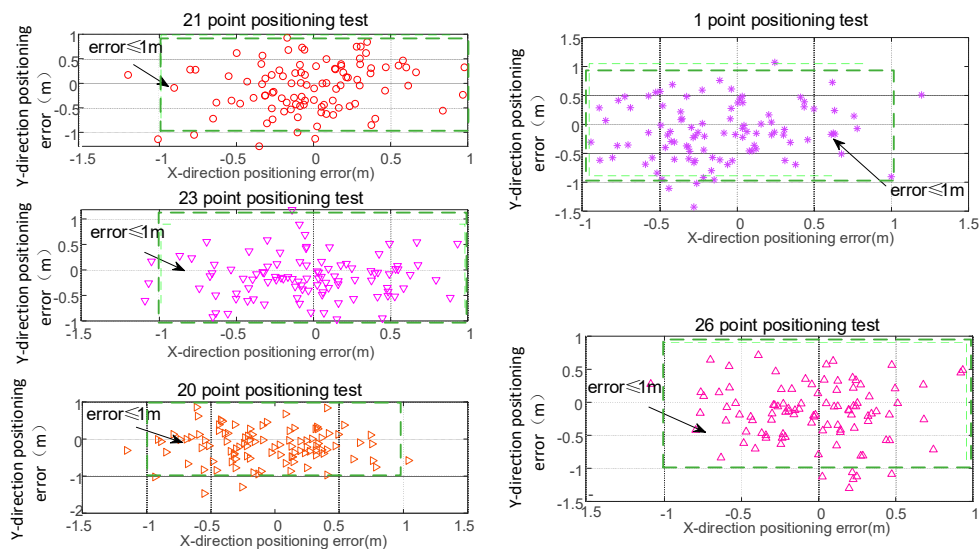 21 point positioning test
Y-direction positioning
error（m）
1
0.5
0
-0.5
-1
error≤1m
-1.5
-1
-0.5
0
0.5
1
X-direction positioning error(m)
23 point positioning test
Y-direction positioning
error（m）
1
0.5
0
-0.5
-1
error≤1m
-1.5
-1
-0.5
0
0.5
1
X-direction positioning error(m)
20 point positioning test
Y-direction positioning
error（m）
2
1
0
-1
-2
error≤1m
-1.5
-1
-0.5
0
0.5
1
1.5
X-direction positioning error(m)
1 point positioning test
Y-direction positioning
error（m）
1.5
1
0.5
0
-0.5
-1
-1.5
error≤1m
-1
-0.5
0
0.5
1
1.5
X-direction positioning error(m)
26 point positioning test
Y-direction positioning
error（m）
1
0.5
0
-0.5
-1
-1.5
error≤1m
-1.5
-1
-0.5
0
0.5
1
X-direction positioning error(m)